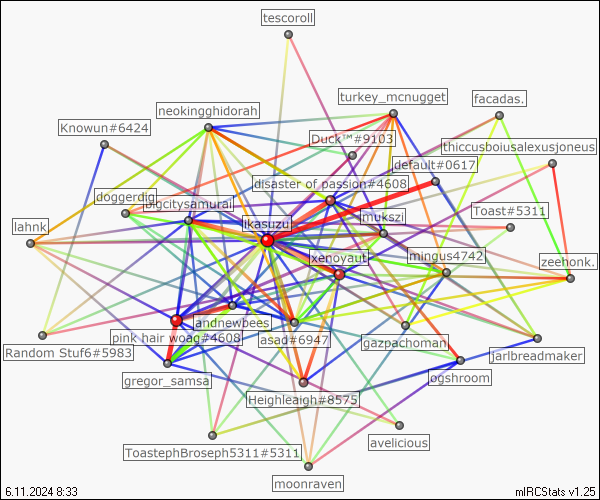 tescoroll
turkey_mcnugget
facadas.
neokingghidorah
Knowun#6424
Duck™#9103
thiccusboiusalexusjoneus
default#0617
disaster of passion#4608
doggerdig
bigcitysamurai
mukszi
Toast#5311
Ikasuzu
lahnk
xenoyaut
mingus4742
zeehonk.
andnewbees
pink hair woag#4608
asad#6947
gazpachoman
Random Stuf6#5983
jarlbreadmaker
gregor_samsa
ogshroom
Heighleaigh#8575
avelicious
ToastephBroseph5311#5311
moonraven
6.11.2024 8:33
mIRCStats v1.25